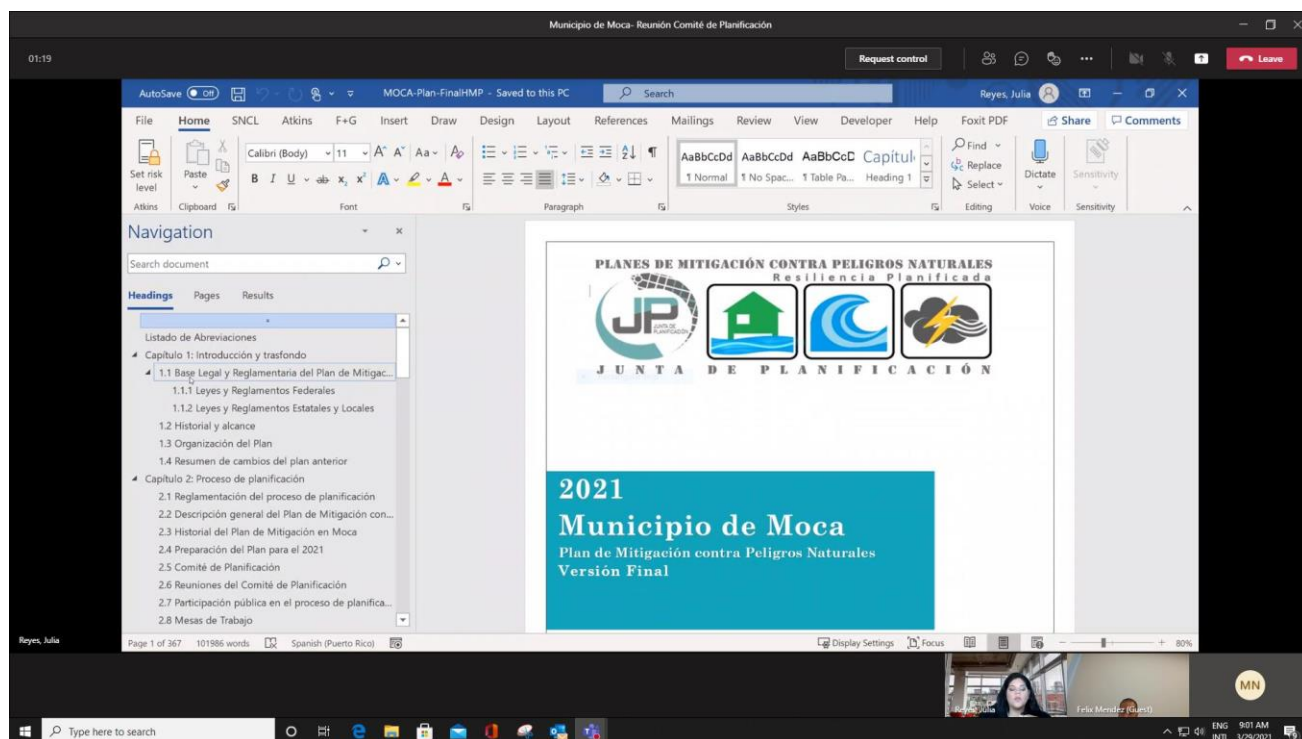 Municipio de Moca- Reunión Comité de Planificación
01:19
Request control
Leave
AutoSave Off
MOCA-Plan-FinalHMP - Saved to this PC
Search
Reyes, Julia
File Home SNCL Atkins F+G Insert Draw Design Layout References Mailings Review View Developer Help Foxit PDF Share Comments
Set risk level
Paste
Calibri (Body) 11
AaBbCcDd AaBbCcDd AaBbCcD Capitul
1 Normal 1 No Spac... 1 Table Pa... Heading 1
Find
Replace
Select
Dictate
Sensitivity
Atkins Clipboard Font Paragraph Styles Editing Voice Sensitivity
Navigation
Search document
Headings Pages Results
Listado de Abreviaciones
Capítulo 1: Introducción y trasfondo
1.1 Base Legal y Reglamentaria del Plan de Mitigac...
1.1.1 Leyes y Reglamentos Federales
1.1.2 Leyes y Reglamentos Estatales y Locales
1.2 Historial y alcance
1.3 Organización del Plan
1.4 Resumen de cambios del plan anterior
Capítulo 2: Proceso de planificación
2.1 Reglamentación del proceso de planificación
2.2 Descripción general del Plan de Mitigación con...
2.3 Historial del Plan de Mitigación en Moca
2.4 Preparación del Plan para el 2021
2.5 Comité de Planificación
2.6 Reuniones del Comité de Planificación
2.7 Participación pública en el proceso de planifica...
2.8 Mesas de Trabajo
PLANES DE MITIGACIÓN CONTRA PELIGROS NATURALES
Resiliencia Planificada
JP
JUNTA DE PLANIFICACIÓN
JUNTA DE PLANIFICACIÓN
2021
Municipio de Moca
Plan de Mitigación contra Peligros Naturales
Versión Final
Page 1 of 367 101986 words Spanish (Puerto Rico)
Display Settings Focus
80%
Reyes, Julia
Reyes, Julia
Felix Mendez (Guest)
MN
Type here to search
ENG
INTL
9:01 AM
3/29/2021